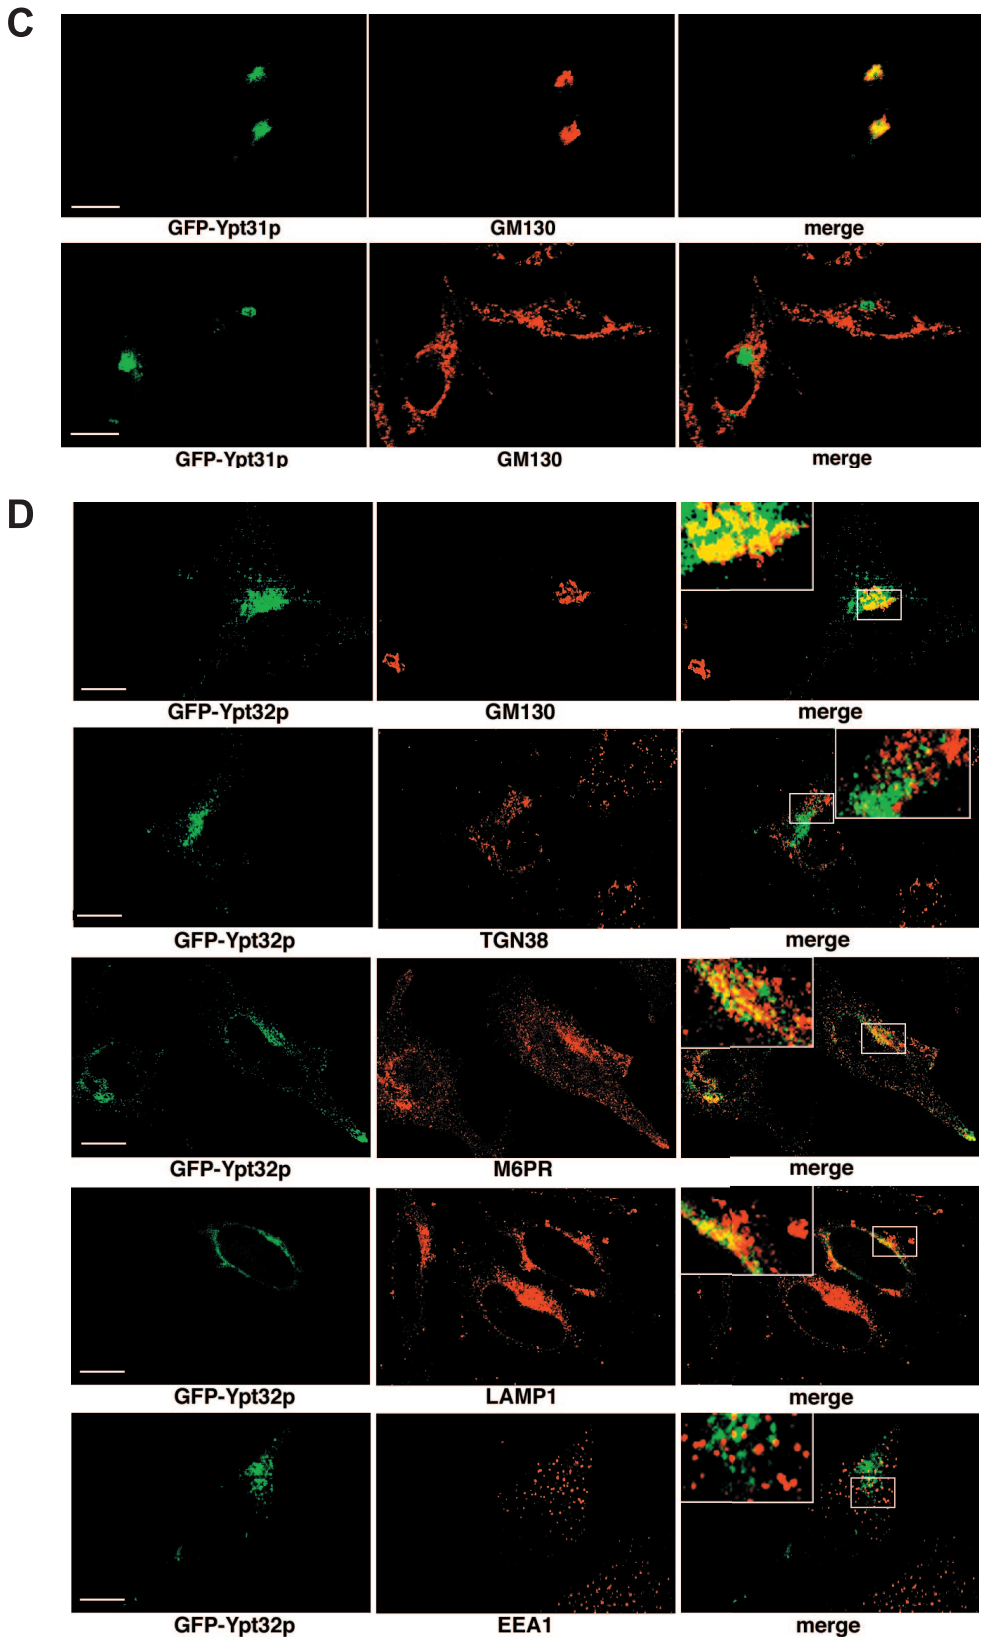 C
GFP-Ypt31p GM130 merge
GFP-Ypt31p GM130 merge
D
GFP-Ypt32p GM130 merge
GFP-Ypt32p TGN38 merge
GFP-Ypt32p M6PR merge
GFP-Ypt32p LAMP1 merge
GFP-Ypt32p EEA1 merge